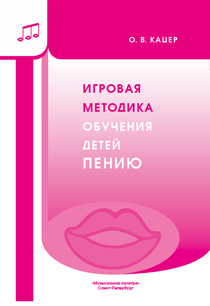 О. В. КАЦЕР
ИГРОВАЯ
МЕТОДИКА
ОБУЧЕНИЯ
ДЕТЕЙ
ПЕНИЮ
«Музыкальная палитра»
Санкт-Петербург